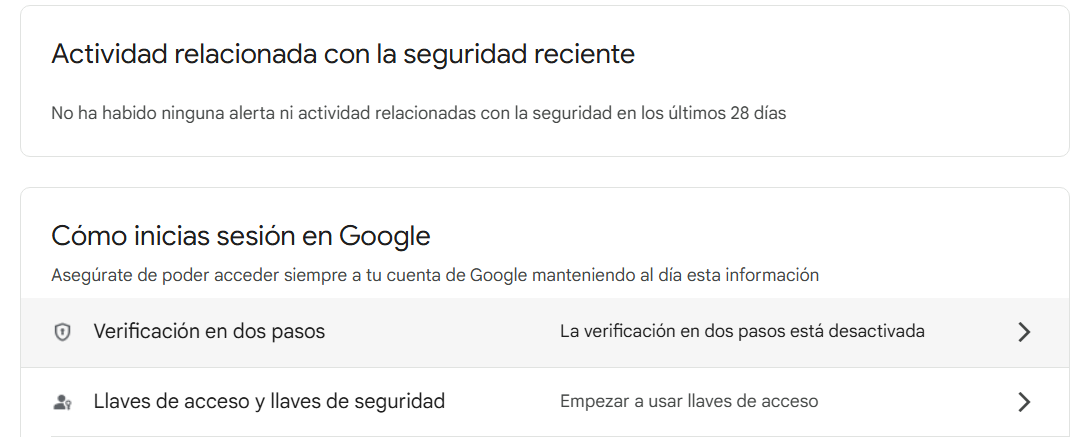 Actividad relacionada con la seguridad reciente
No ha habido ninguna alerta ni actividad relacionadas con la seguridad en los últimos 28 días
Cómo inicias sesión en Google
Asegúrate de poder acceder siempre a tu cuenta de Google manteniendo al día esta información
Verificación en dos pasos La verificación en dos pasos está desactivada
Llaves de acceso y llaves de seguridad Empezar a usar llaves de acceso